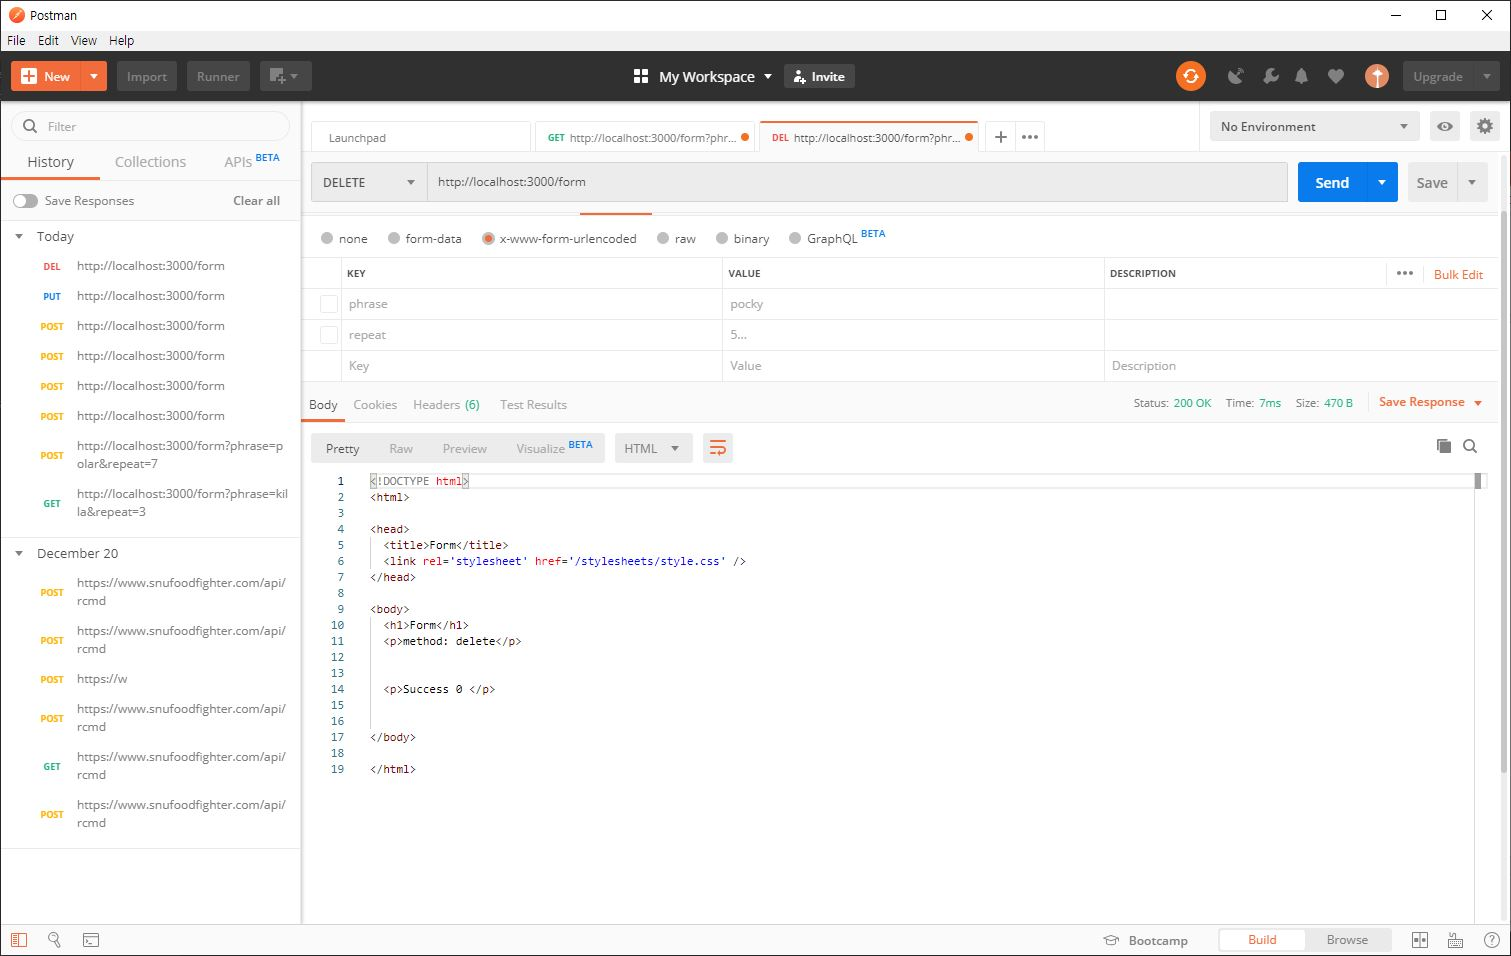 Postman
File Edit View Help
New Import Runner My Workspace Invite Upgrade
Filter
History Collections APIs BETA
Save Responses Clear all
Today
DEL http://localhost:3000/form
PUT http://localhost:3000/form
POST http://localhost:3000/form
POST http://localhost:3000/form
POST http://localhost:3000/form
POST http://localhost:3000/form
POST http://localhost:3000/form?phrase=p
olar&repeat=7
GET http://localhost:3000/form?phrase=kil
la&repeat=3
December 20
POST https://www.snufoodfighter.com/api/
rcmd
POST https://www.snufoodfighter.com/api/
rcmd
POST https://w
POST https://www.snufoodfighter.com/api/
rcmd
GET https://www.snufoodfighter.com/api/
rcmd
POST https://www.snufoodfighter.com/api/
rcmd
Launchpad GET http://localhost:3000/form?phr... DEL http://localhost:3000/form?phr... No Environment
DELETE http://localhost:3000/form Send Save
none form-data x-www-form-urlencoded raw binary GraphQL BETA
KEY VALUE DESCRIPTION Bulk Edit
phrase pocky
repeat 5...
Key Value Description
Body Cookies Headers (6) Test Results Status: 200 OK Time: 7ms Size: 470 B Save Response
Pretty Raw Preview Visualize BETA HTML
1 <!DOCTYPE html>
2 <html>
3
4 <head>
5 <title>Form</title>
6 <link rel='stylesheet' href='/stylesheets/style.css' />
7 </head>
8
9 <body>
10 <h1>Form</h1>
11 <p>method: delete</p>
12
13
14 <p>Success 0 </p>
15
16
17 </body>
18
19 </html>
Bootcamp Build Browse